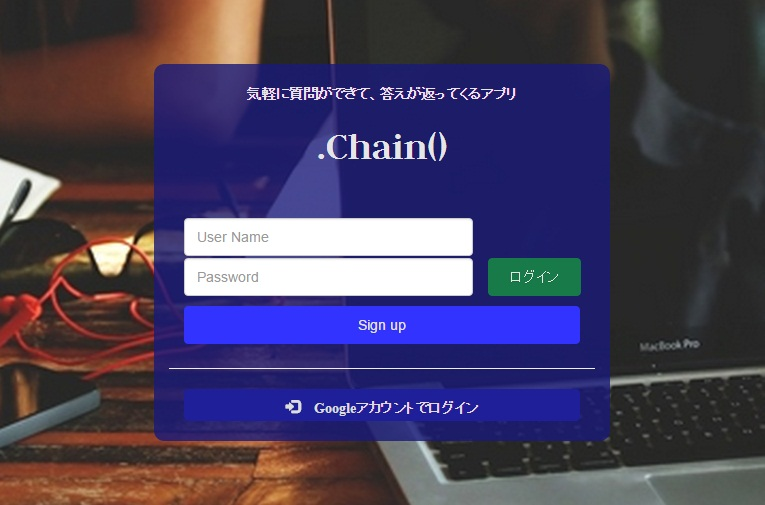 気軽に質問ができて、答えが返ってくるアプリ
.Chain()
User Name
Password
ログイン
Sign up
Googleアカウントでログイン
MacBook Pro